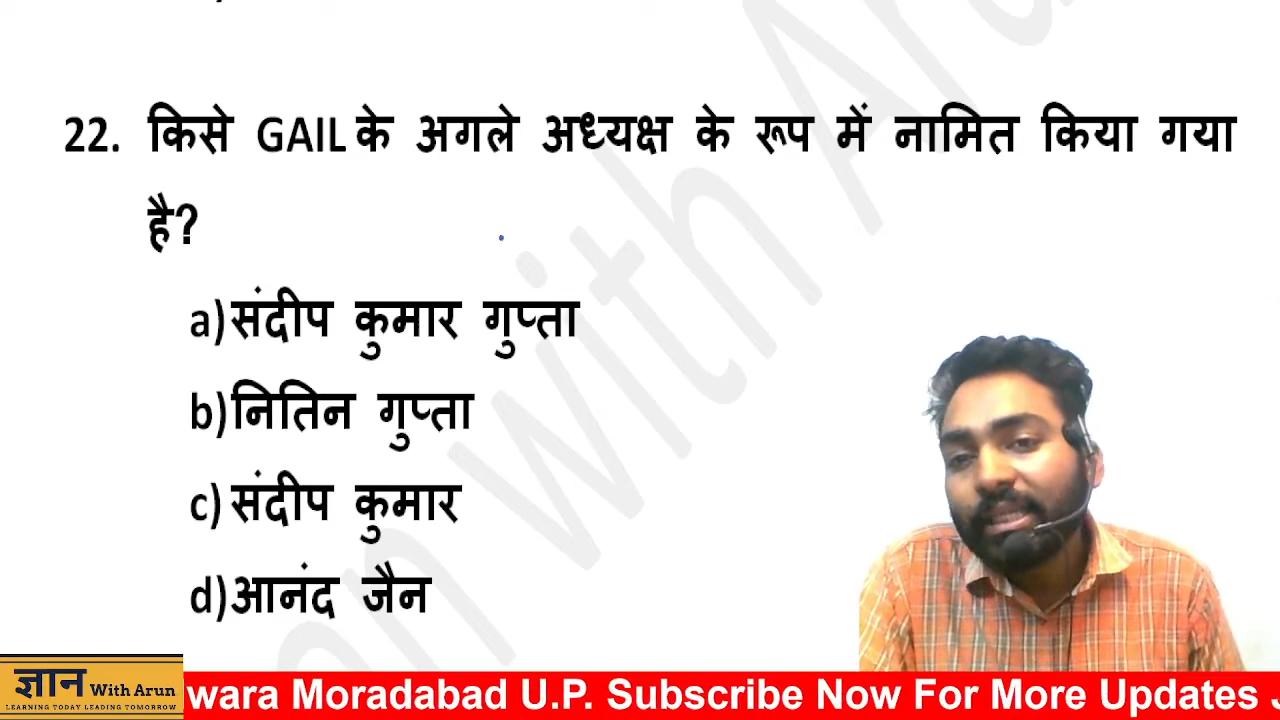 22. किसे GAIL के अगले अध्यक्ष के रूप में नामित किया गया
है?
a) संदीप कुमार गुप्ता
b) नितिन गुप्ता
c) संदीप कुमार
d) आनंद जैन
ज्ञान With Arun
LEARNING TODAY LEADING TOMORROW
wara Moradabad U.P. Subscribe Now For More Updates